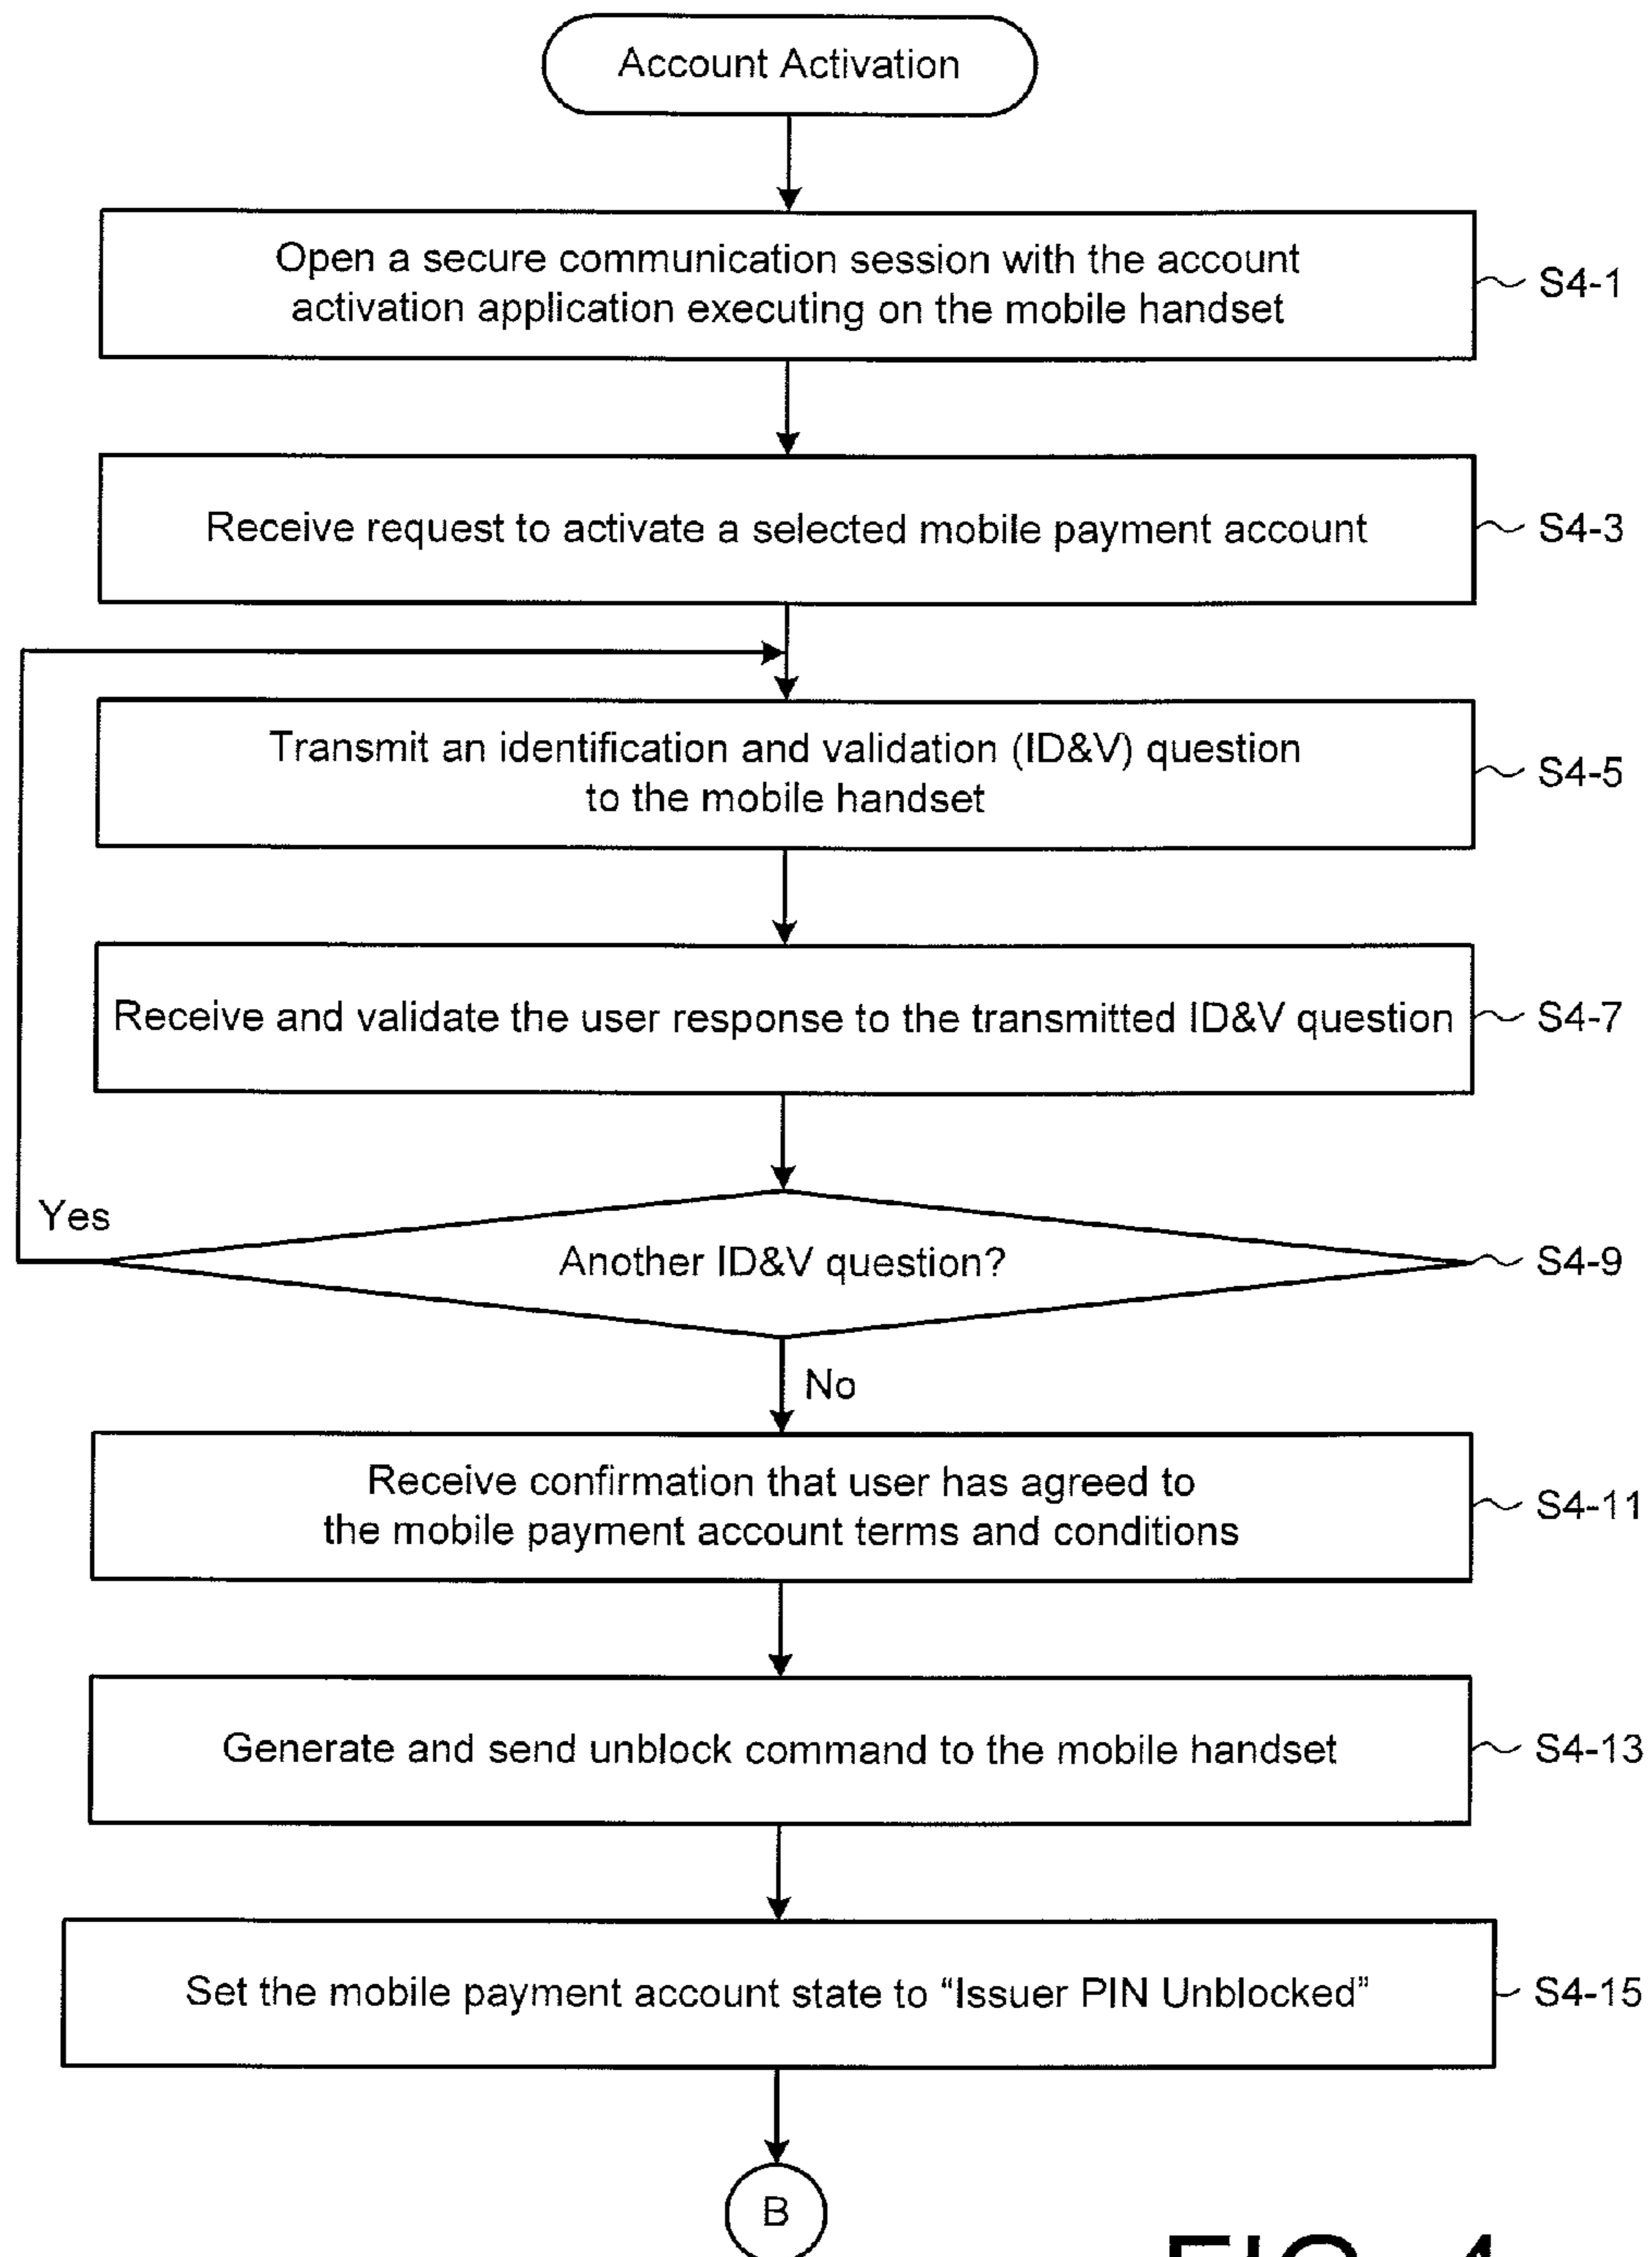 Account Activation
Open a secure communication session with the account
activation application executing on the mobile handset
S4-1
Receive request to activate a selected mobile payment account
S4-3
Transmit an identification and validation (ID&V) question
to the mobile handset
S4-5
Receive and validate the user response to the transmitted ID&V question
S4-7
Yes
Another ID&V question?
S4-9
No
Receive confirmation that user has agreed to
the mobile payment account terms and conditions
S4-11
Generate and send unblock command to the mobile handset
S4-13
Set the mobile payment account state to “Issuer PIN Unblocked”
S4-15
B
FIG. 4